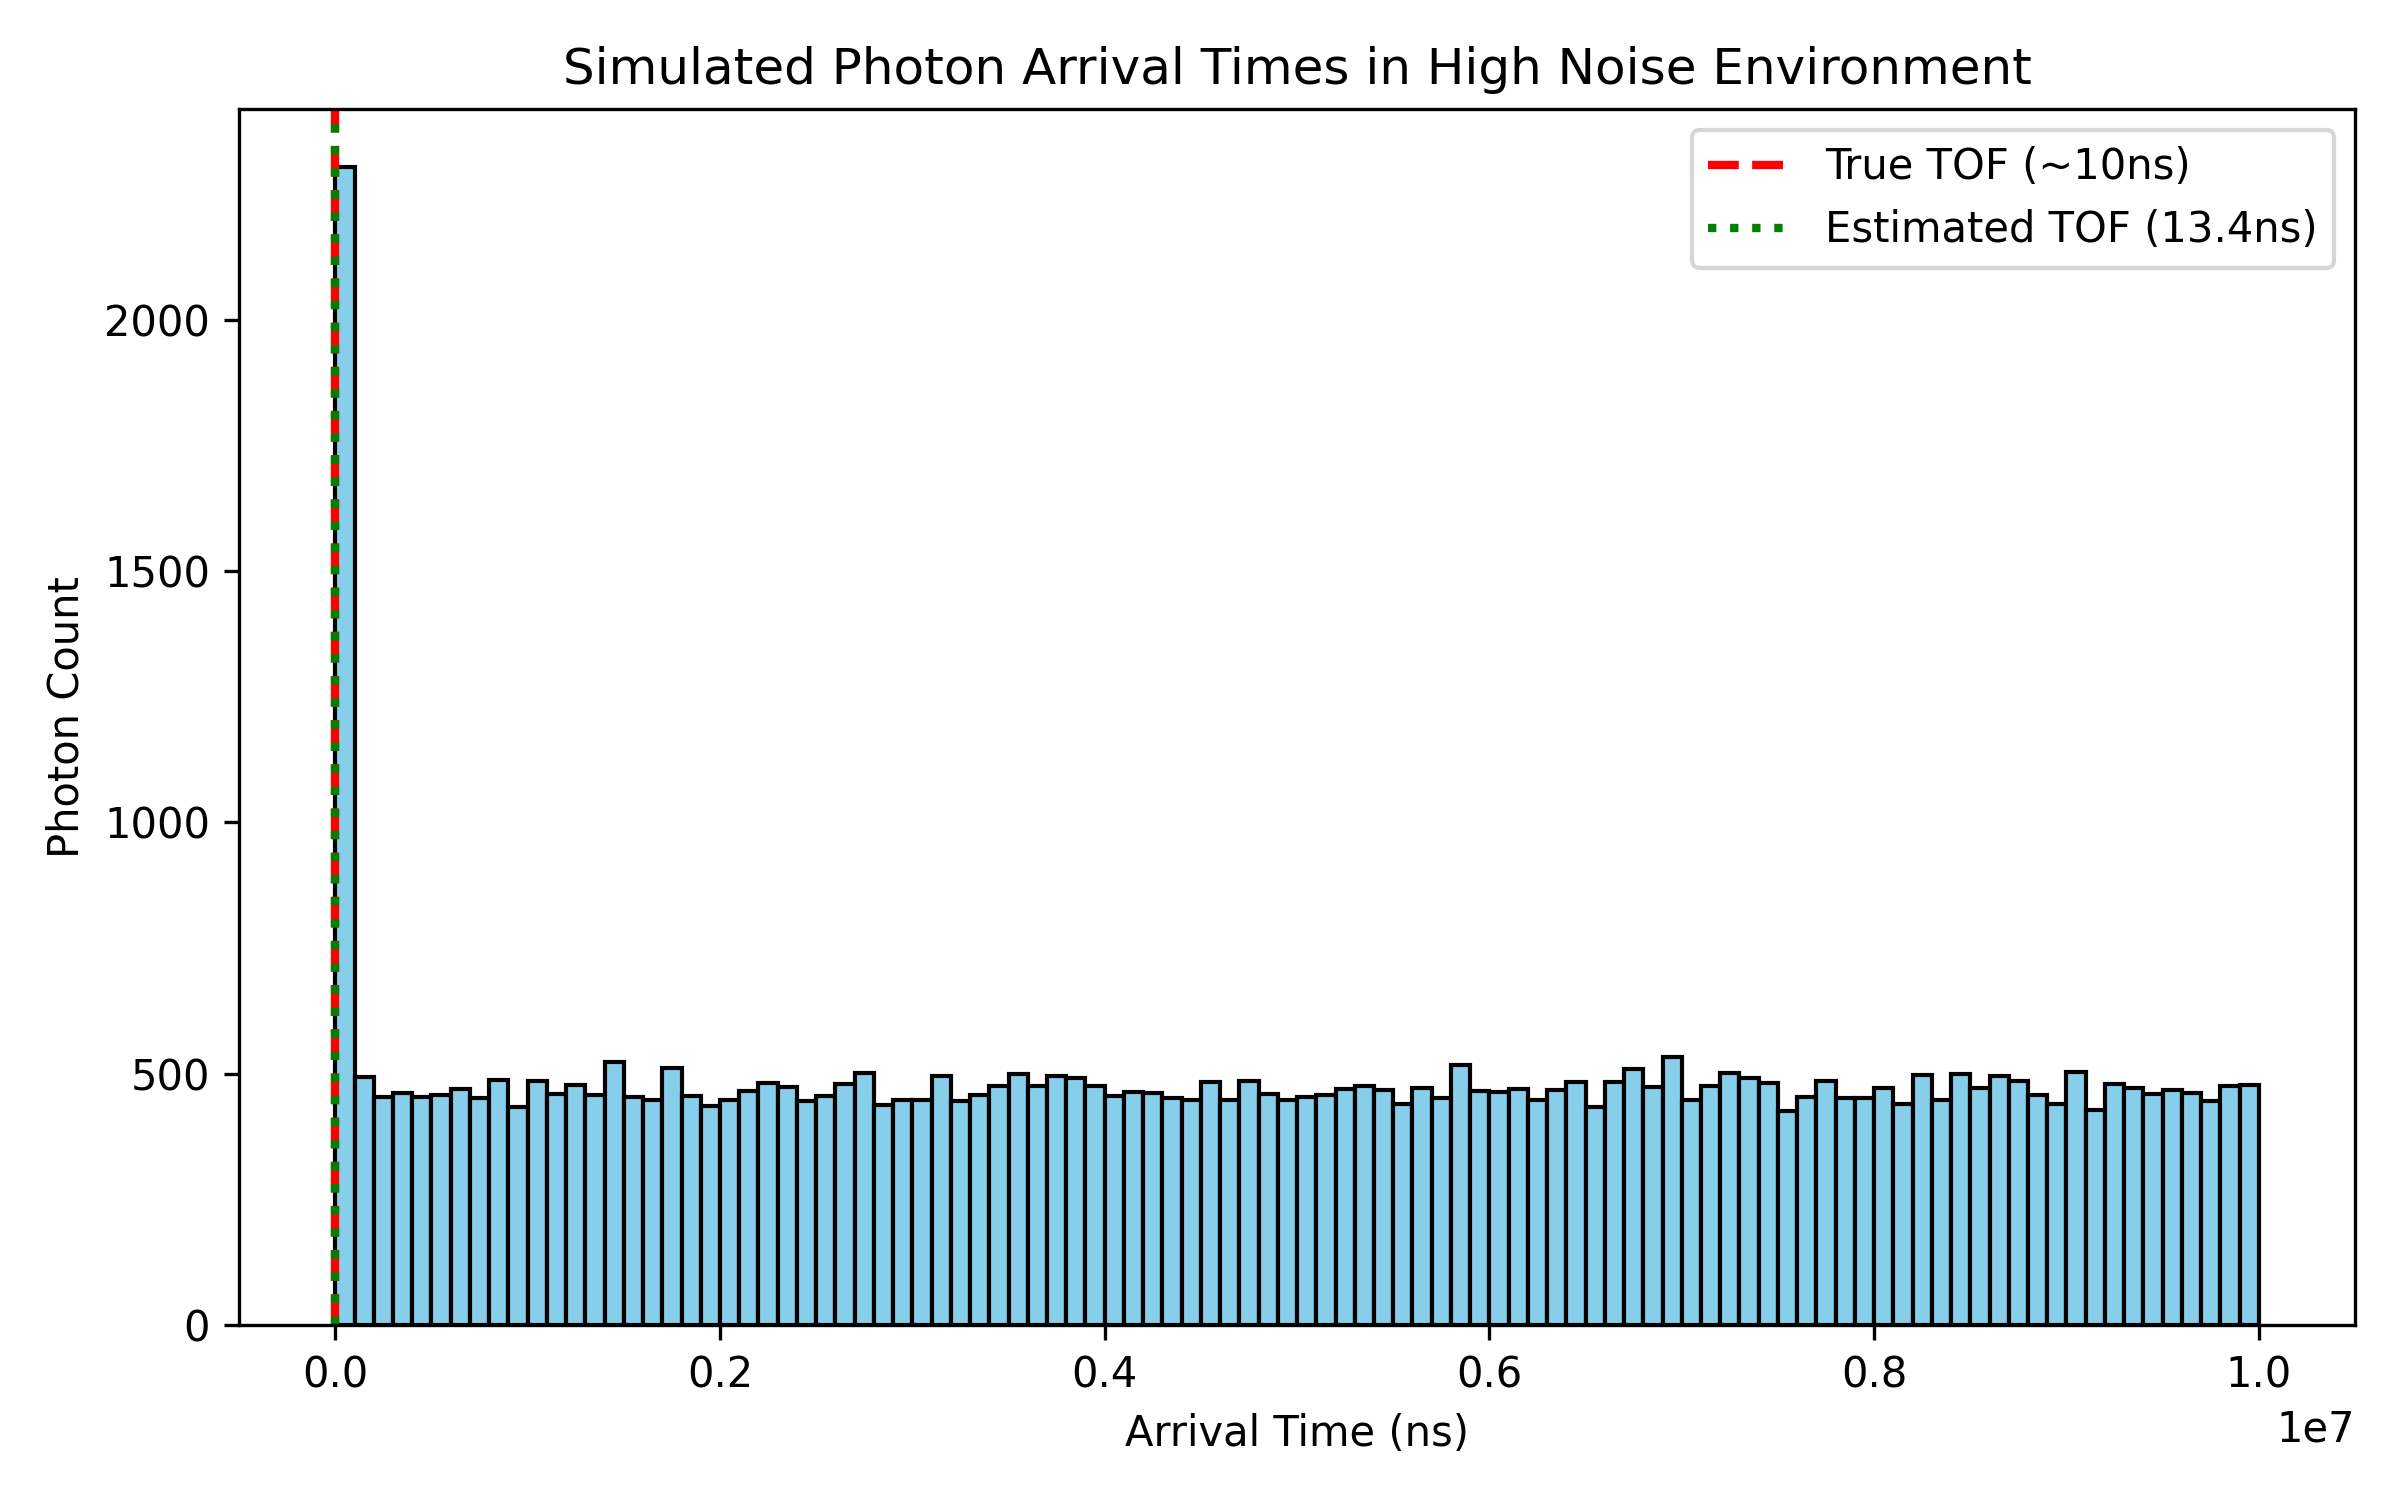 Simulated Photon Arrival Times in High Noise Environment
True TOF (~10ns)
Estimated TOF (13.4ns)
Photon Count
2000
1500
1000
500
0
0.0 0.2 0.4 0.6 0.8 1.0
Arrival Time (ns)
1e7